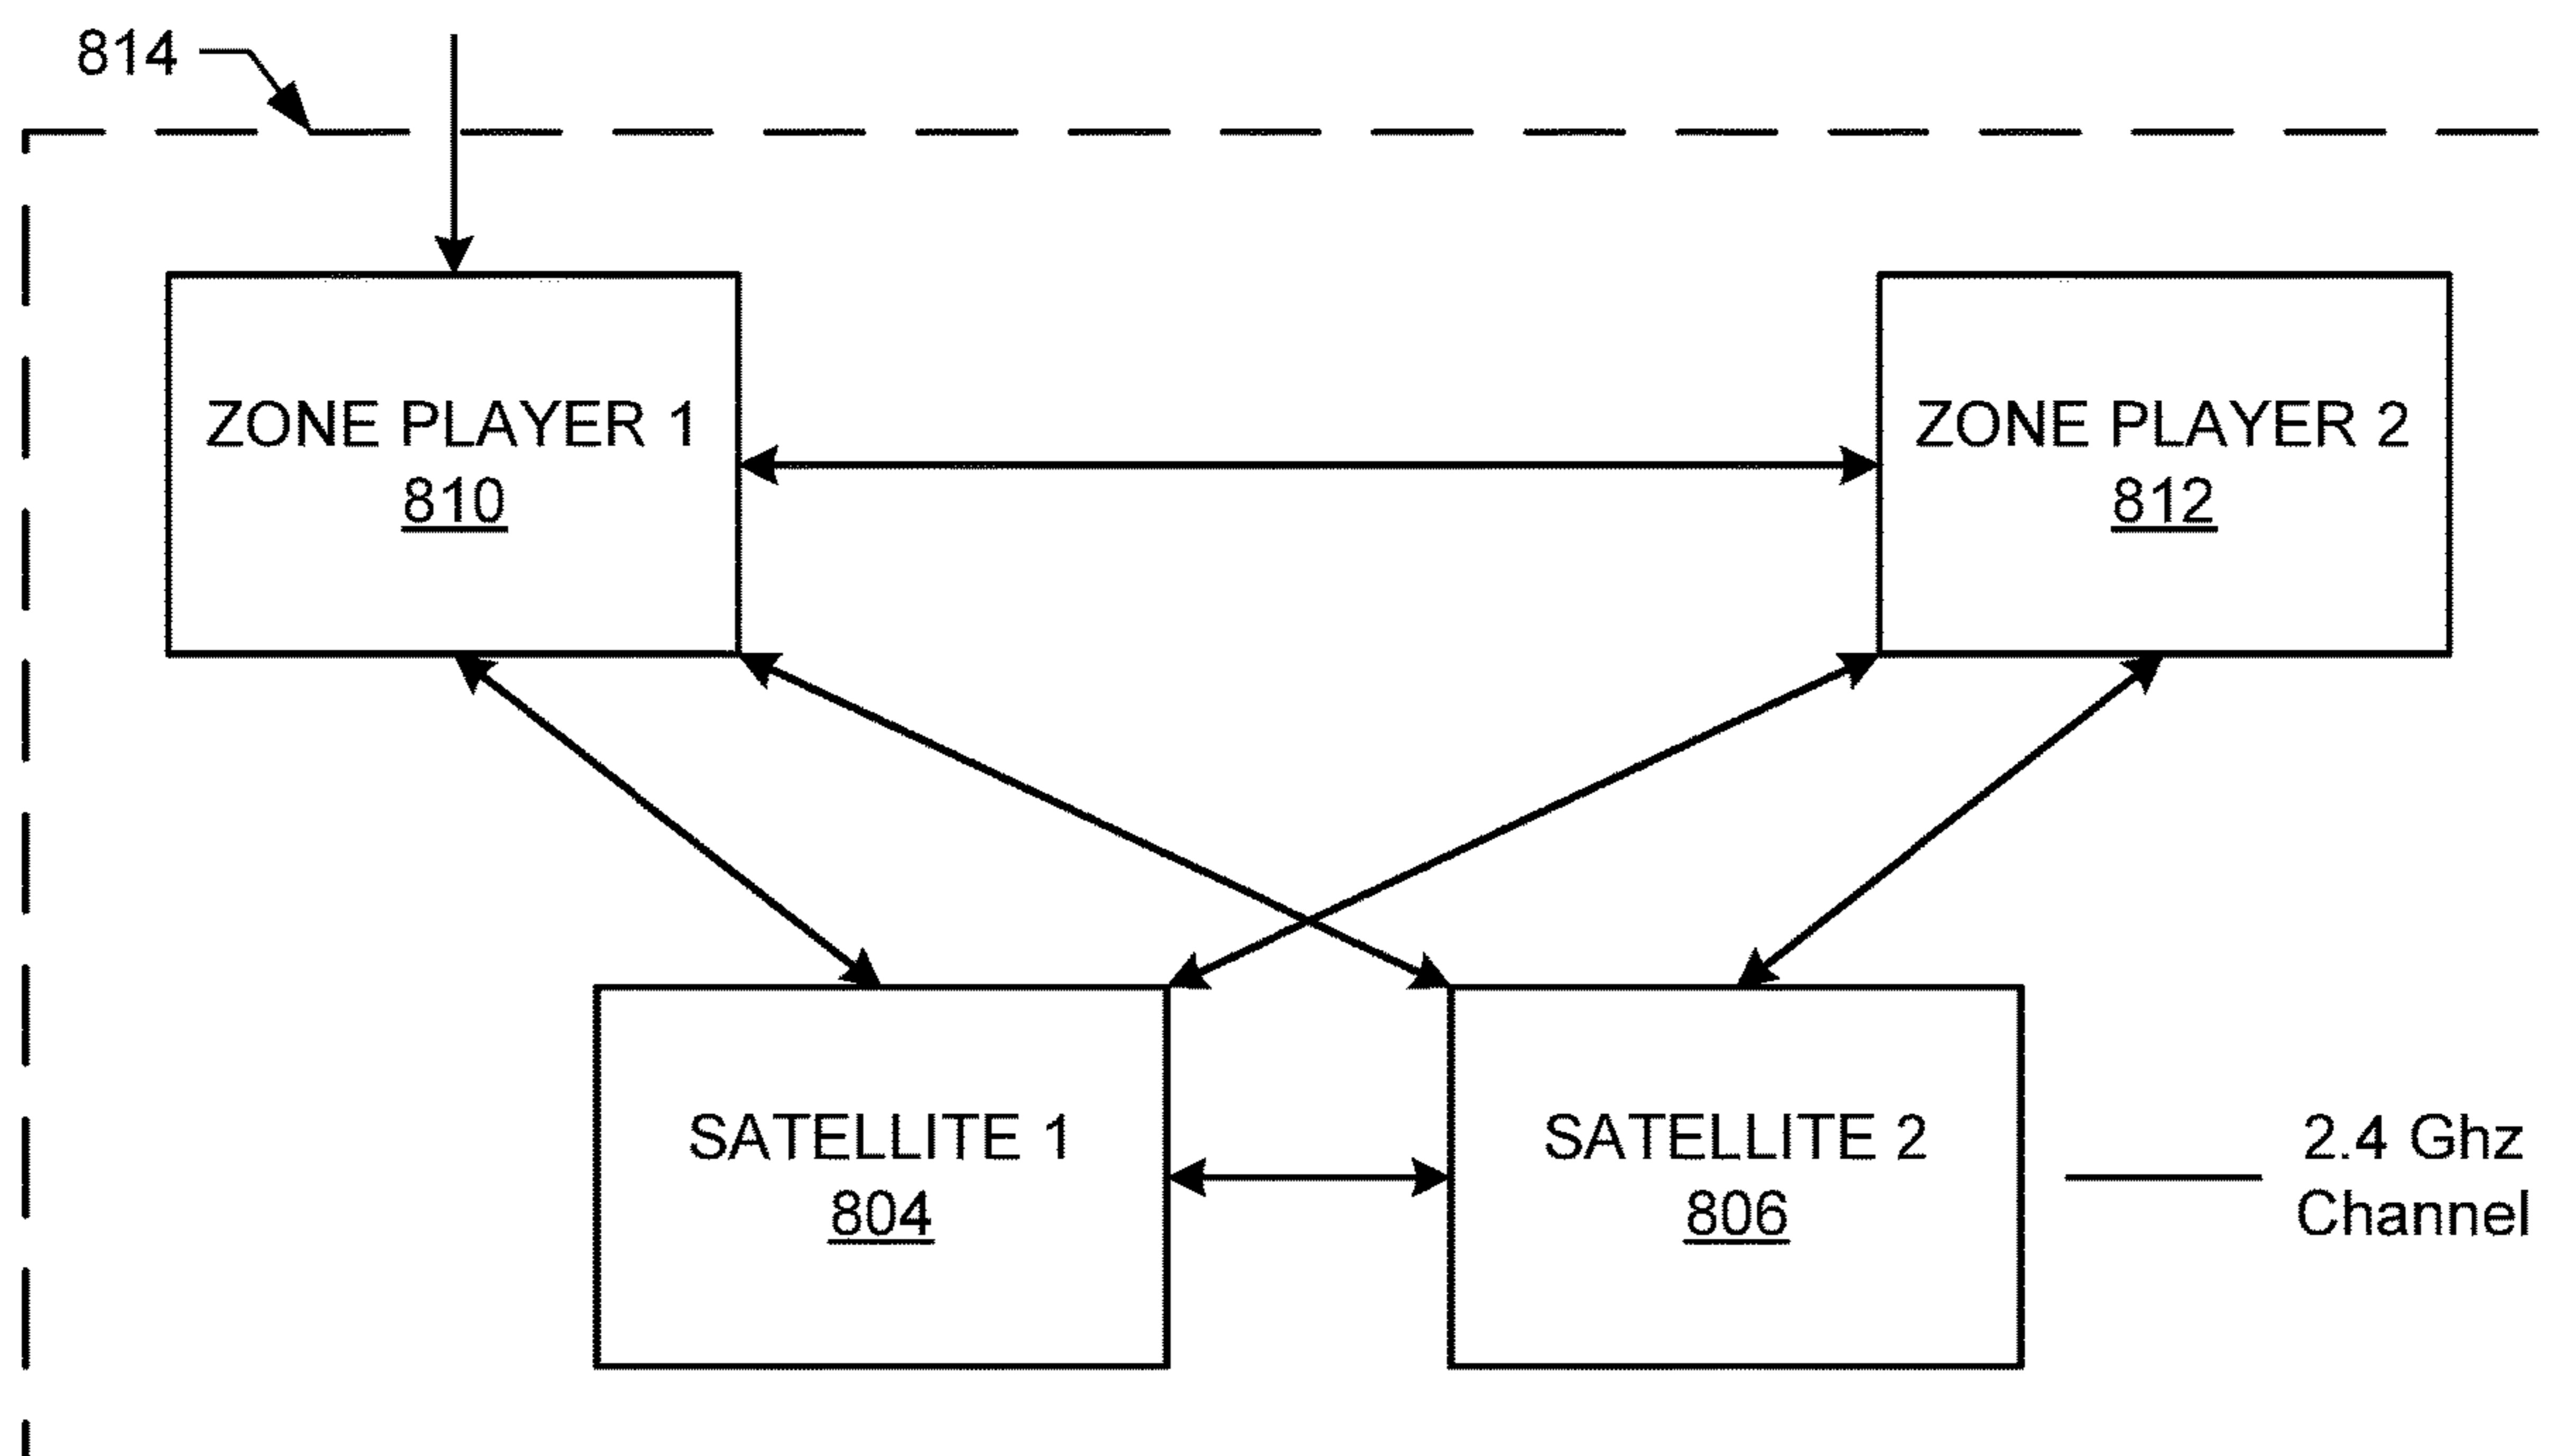 814
ZONE PLAYER 1
810
ZONE PLAYER 2
812
SATELLITE 1
804
SATELLITE 2
806
2.4 Ghz
Channel